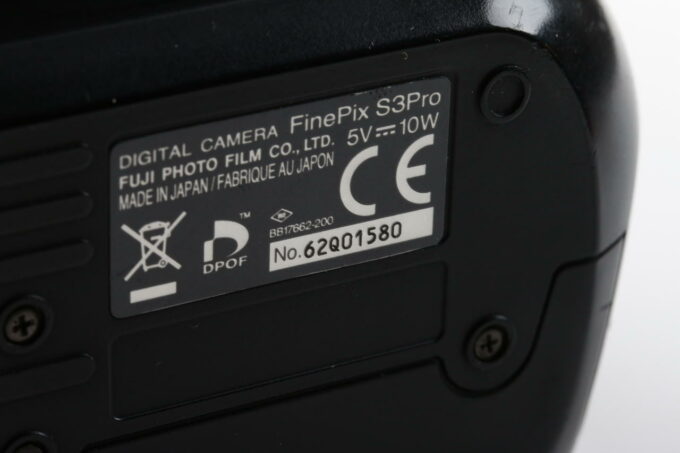 DIGITAL CAMERA FinePix S3Pro
FUJI PHOTO FILM CO., LTD. 5V⎓10W
MADE IN JAPAN / FABRIQUE AU JAPON
CE
™
DPOF
BB17662-200
No. 62Q01580